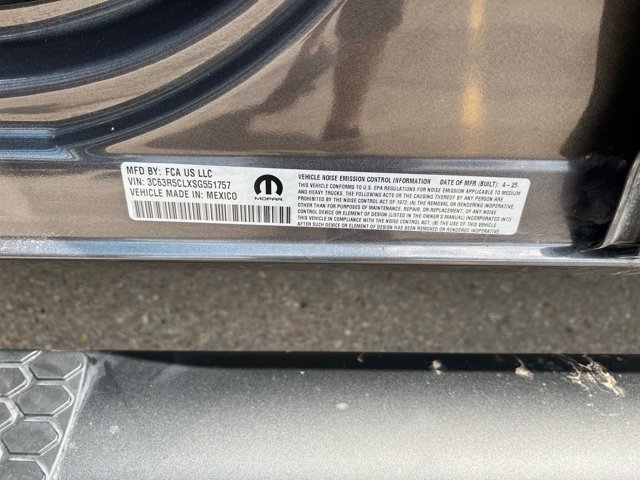 MFD BY: FCA US LLC
VIN: 3C63R5CLXSG551757
VEHICLE MADE IN: MEXICO
MOPAR
VEHICLE NOISE EMISSION CONTROL INFORMATION DATE OF MFR (BUILT): 4-25
THIS VEHICLE CONFORMS TO U.S. EPA REGULATIONS FOR NOISE EMISSION APPLICABLE TO MEDIUM
AND HEAVY TRUCKS. THE FOLLOWING ACTS OR THE CAUSING THEREOF BY ANY PERSON ARE
PROHIBITED BY THE NOISE CONTROL ACT OF 1972: (A) THE REMOVAL OR RENDERING INOPERATIVE,
OTHER THAN FOR PURPOSES OF MAINTENANCE, REPAIR, OR REPLACEMENT, OF ANY NOISE
CONTROL DEVICE OR ELEMENT OF DESIGN (LISTED IN THE OWNER'S MANUAL) INCORPORATED INTO
THIS VEHICLE IN COMPLIANCE WITH THE NOISE CONTROL ACT: (B) THE USE OF THIS VEHICLE
AFTER SUCH DEVICE OR ELEMENT OF DESIGN HAS BEEN REMOVED OR RENDERED INOPERATIVE